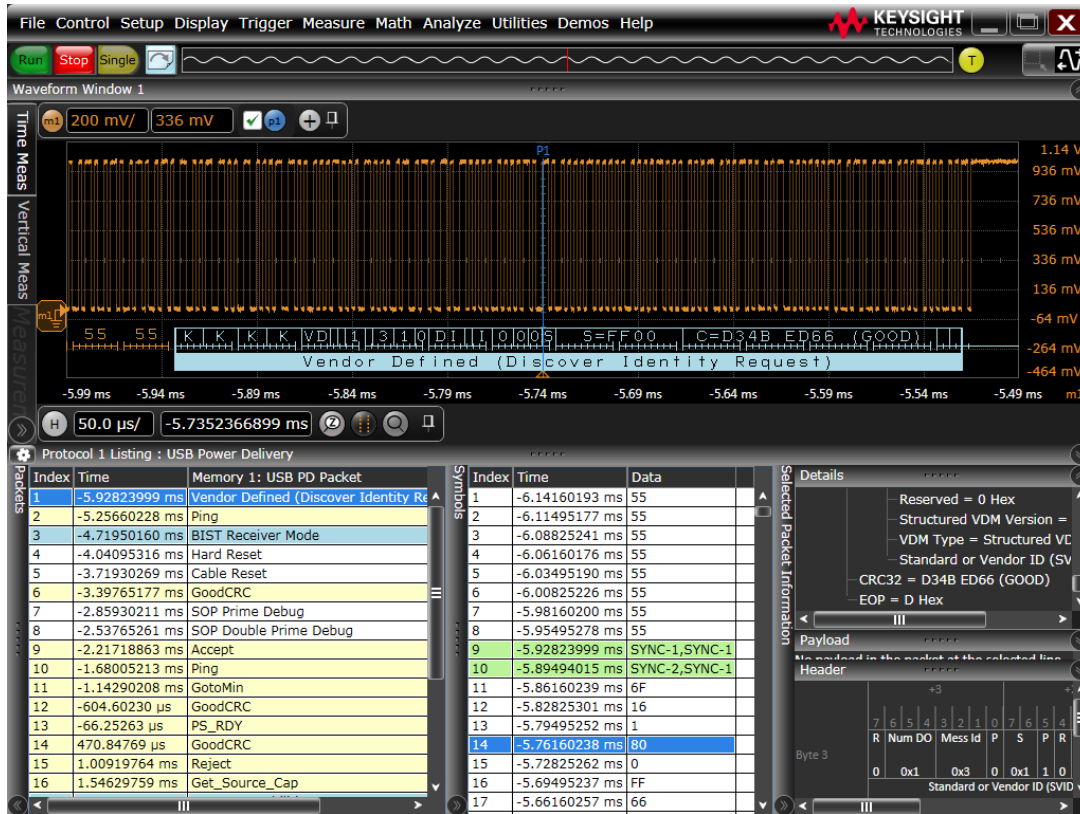 File Control Setup Display Trigger Measure Math Analyze Utilities Demos Help
KEYSIGHT
TECHNOLOGIES
Run Stop Single T
Waveform Window 1
Time Meas
Vertical Meas
m1 200 mV/ 336 mV p1
P1
1.14 V
936 mV
736 mV
536 mV
336 mV
136 mV
-64 mV
-264 mV
-464 mV
m1
55 55 K K K K S=FF00 C=D34B ED66 (GOOD)
Vendor Defined (Discover Identity Request)
-5.99 ms -5.94 ms -5.89 ms -5.84 ms -5.79 ms -5.74 ms -5.69 ms -5.64 ms -5.59 ms -5.54 ms -5.49 ms
H 50.0 µs/ -5.7352366899 ms
Protocol 1 Listing : USB Power Delivery
Packets
Index Time Memory 1: USB PD Packet
1 -5.92823999 ms Vendor Defined (Discover Identity Re
2 -5.25660228 ms Ping
3 -4.71950160 ms BIST Receiver Mode
4 -4.04095316 ms Hard Reset
5 -3.71930269 ms Cable Reset
6 -3.39765177 ms GoodCRC
7 -2.85930211 ms SOP Prime Debug
8 -2.53765261 ms SOP Double Prime Debug
9 -2.21718863 ms Accept
10 -1.68005213 ms Ping
11 -1.14290208 ms GotoMin
12 -604.60230 µs GoodCRC
13 -66.25263 µs PS_RDY
14 470.84769 µs GoodCRC
15 1.00919764 ms Reject
16 1.54629759 ms Get_Source_Cap
Symbols
Index Time Data
1 -6.14160193 ms 55
2 -6.11495177 ms 55
3 -6.08825241 ms 55
4 -6.06160176 ms 55
5 -6.03495190 ms 55
6 -6.00825226 ms 55
7 -5.98160200 ms 55
8 -5.95495278 ms 55
9 -5.92823999 ms SYNC-1,SYNC-1
10 -5.89494015 ms SYNC-2,SYNC-1
11 -5.86160239 ms 6F
12 -5.82825301 ms 16
13 -5.79495252 ms 1
14 -5.76160238 ms 80
15 -5.72825262 ms 0
16 -5.69495237 ms FF
17 -5.66160257 ms 66
Selected Packet Information
Details
Reserved = 0 Hex
Structured VDM Version =
VDM Type = Structured VD
Standard or Vendor ID (SV
CRC32 = D34B ED66 (GOOD)
EOP = D Hex
Payload
Header
+3
7 6 5 4 3 2 1 0 7 6 5 4
R Num DO Mess Id P S P R
Byte 3
0 0x1 0x3 0 0x1 1 0
Standard or Vendor ID (SVID